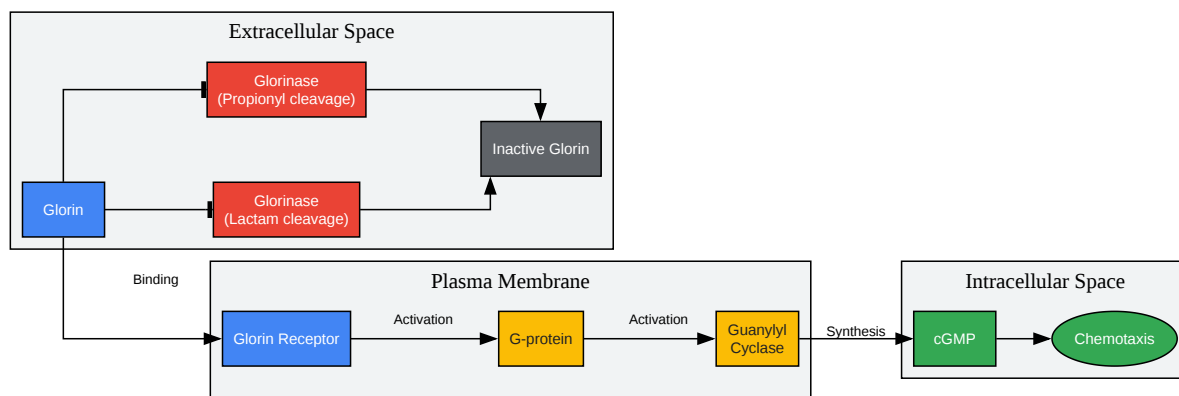 Extracellular Space
Glorinase
(Propionyl cleavage)
Inactive Glorin
Glorin
Glorinase
(Lactam cleavage)
Binding
Plasma Membrane
Intracellular Space
Glorin Receptor
Activation
G-protein
Activation
Guanylyl
Cyclase
Synthesis
cGMP
Chemotaxis